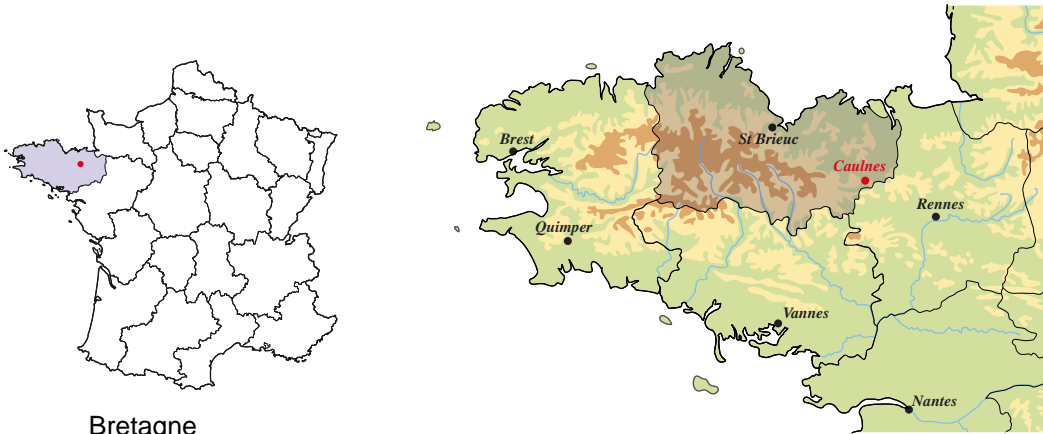 Brest
St Brieuc
Caulnes
Rennes
Quimper
Vannes
Nantes
Bretagne